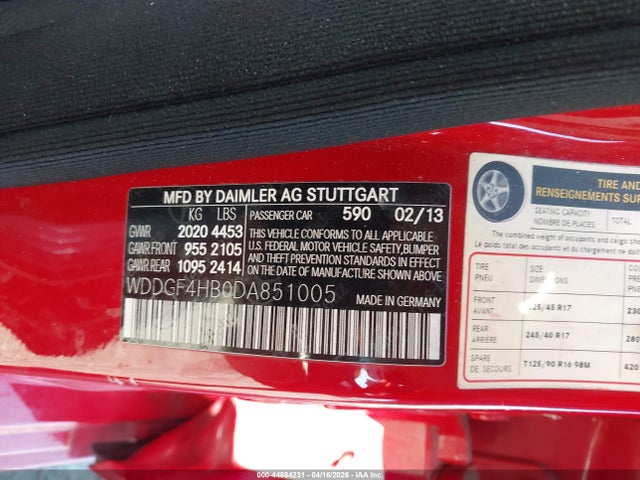 MFD BY DAIMLER AG STUTTGART
KG LBS
GVWR 2020 4453
GAWR FRONT 955 2105
GAWR REAR 1095 2414
PASSENGER CAR 590 02/13
THIS VEHICLE CONFORMS TO ALL APPLICABLE
U.S. FEDERAL MOTOR VEHICLE SAFETY, BUMPER
AND THEFT PREVENTION STANDARDS IN EFFECT
ON THE DATE OF MANUFACTURE SHOWN ABOVE
WDDGF4HB0DA851005 MADE IN GERMANY
TIRE AND
RENSEIGNEMENTS SUR
SEATING CAPACITY
NOMBRE DE PLACES
The combined weight of occupants and cargo
Le poids total des occupants et du
TIRE SIZE
PNEU DIMENSIONS
FRONT
AVANT 225/45 R17 230
REAR
ARRIERE 245/40 R17 280
SPARE
DE SECOURS T125/90 R16 98M 420
000-44884231 - 04/16/2026 - IAA Inc.